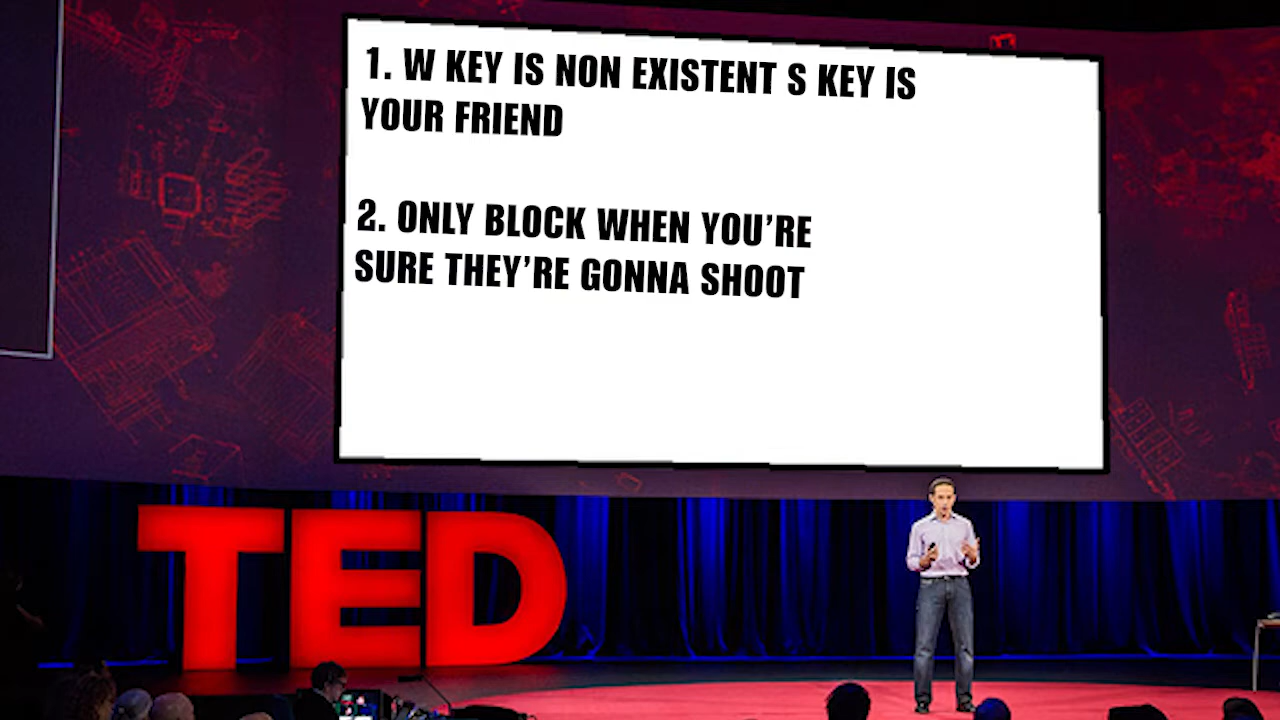 1. W KEY IS NON EXISTENT S KEY IS
YOUR FRIEND
2. ONLY BLOCK WHEN YOU'RE
SURE THEY'RE GONNA SHOOT
TED